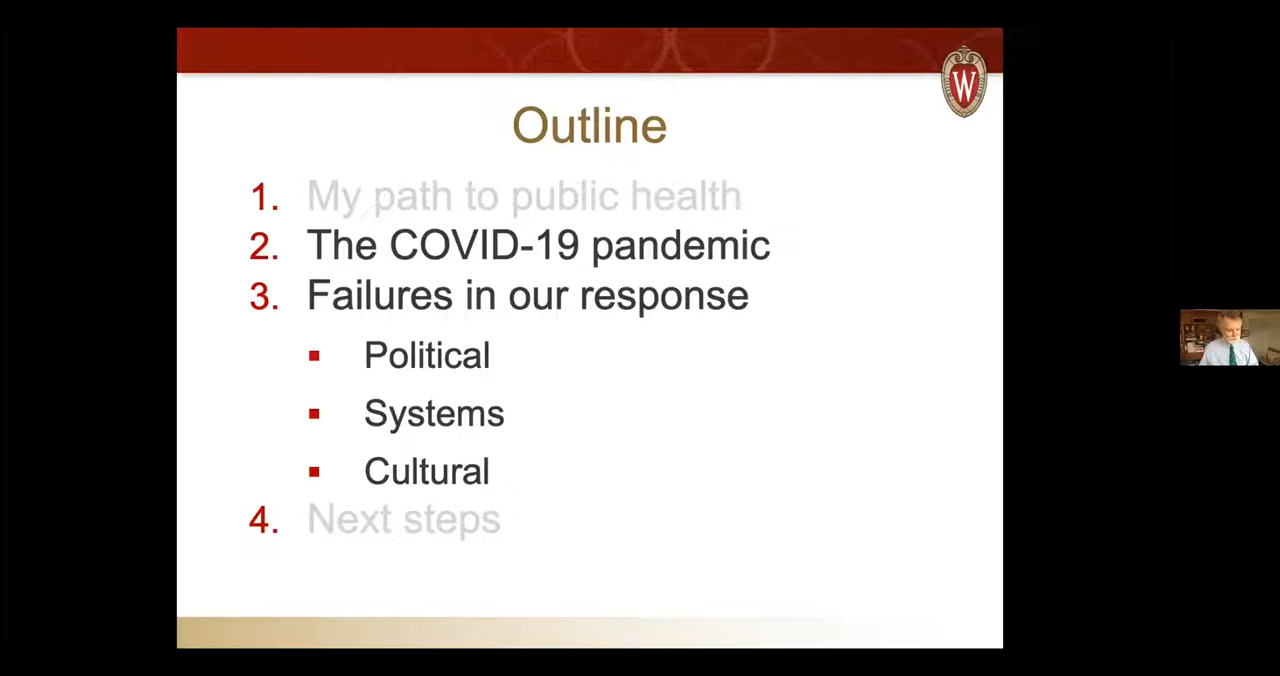 W
Outline
1. My path to public health
2. The COVID-19 pandemic
3. Failures in our response
▪ Political
▪ Systems
▪ Cultural
4. Next steps